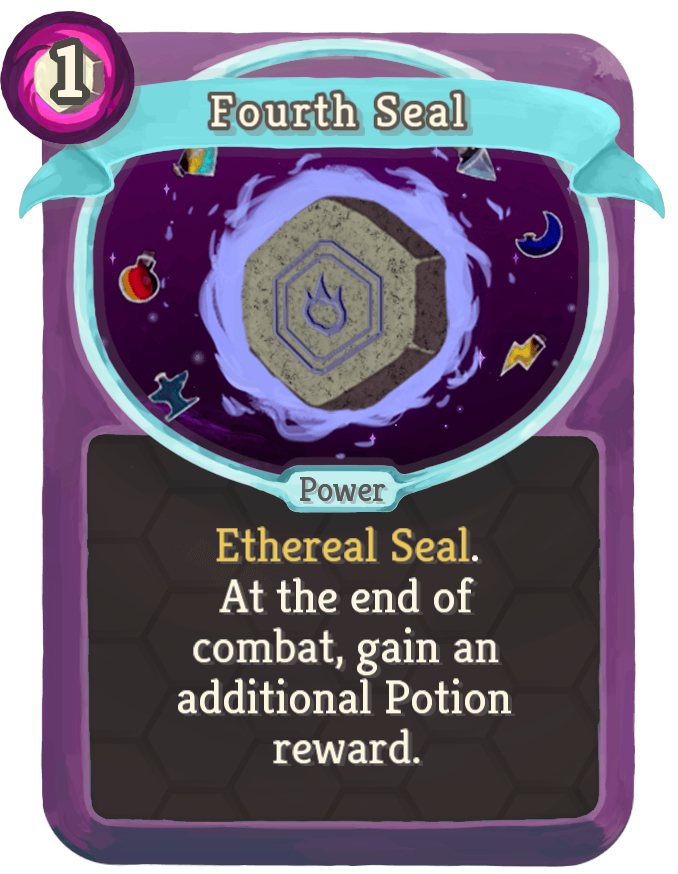 1
Fourth Seal
Power
Ethereal Seal.
At the end of
combat, gain an
additional Potion
reward.